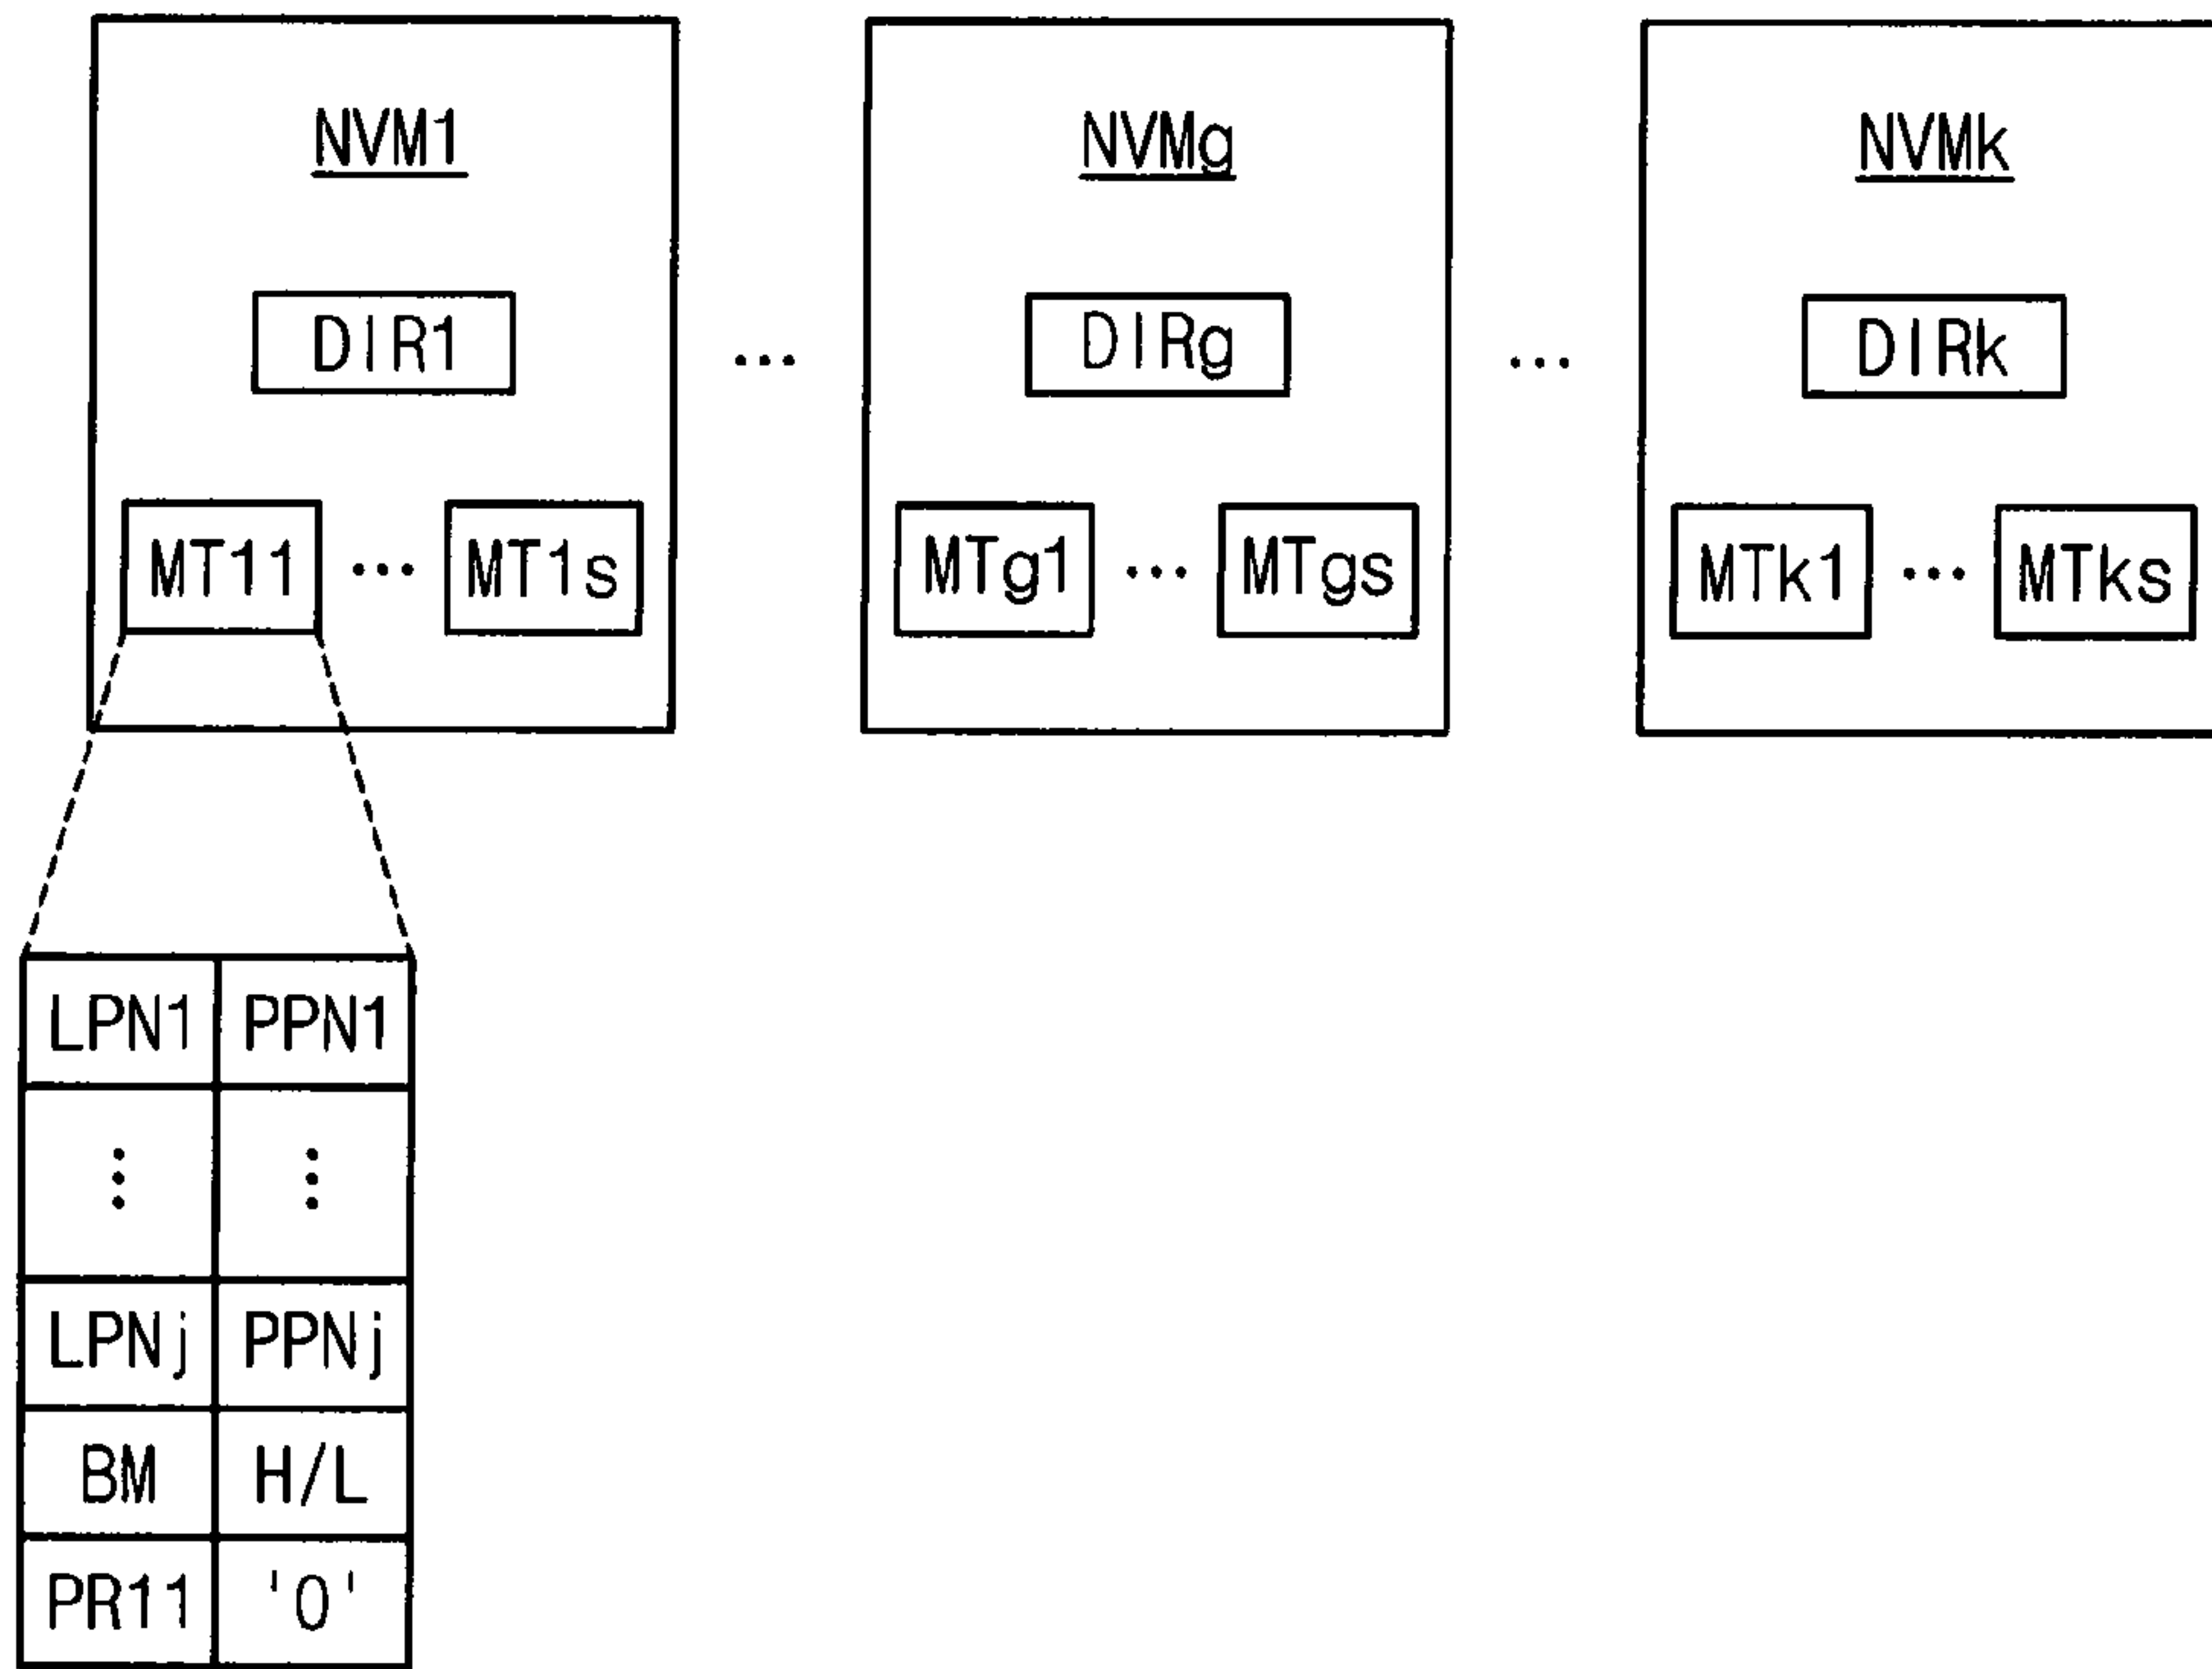 NVM1 NVMg NVMk
DIR1 ... DIRg ... DIRk
MT11 ... MT1s MTg1 ... MTgs MTk1 ... MTks
LPN1 PPN1
⋮ ⋮
LPNj PPNj
BM H/L
PR11 '0'